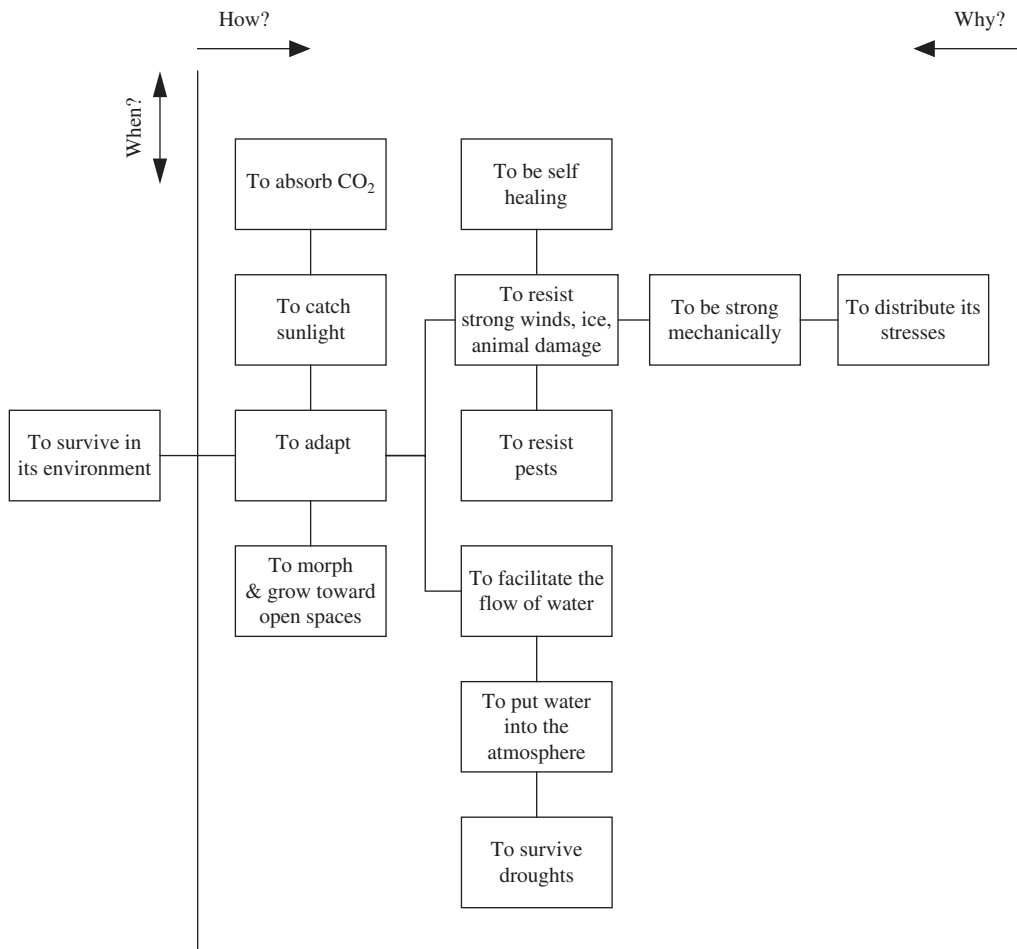 How?
Why?
When?
To absorb CO₂
To be self
healing
To catch
sunlight
To resist
strong winds, ice,
animal damage
To be strong
mechanically
To distribute its
stresses
To survive in
its environment
To adapt
To resist
pests
To morph
& grow toward
open spaces
To facilitate the
flow of water
To put water
into the
atmosphere
To survive
droughts